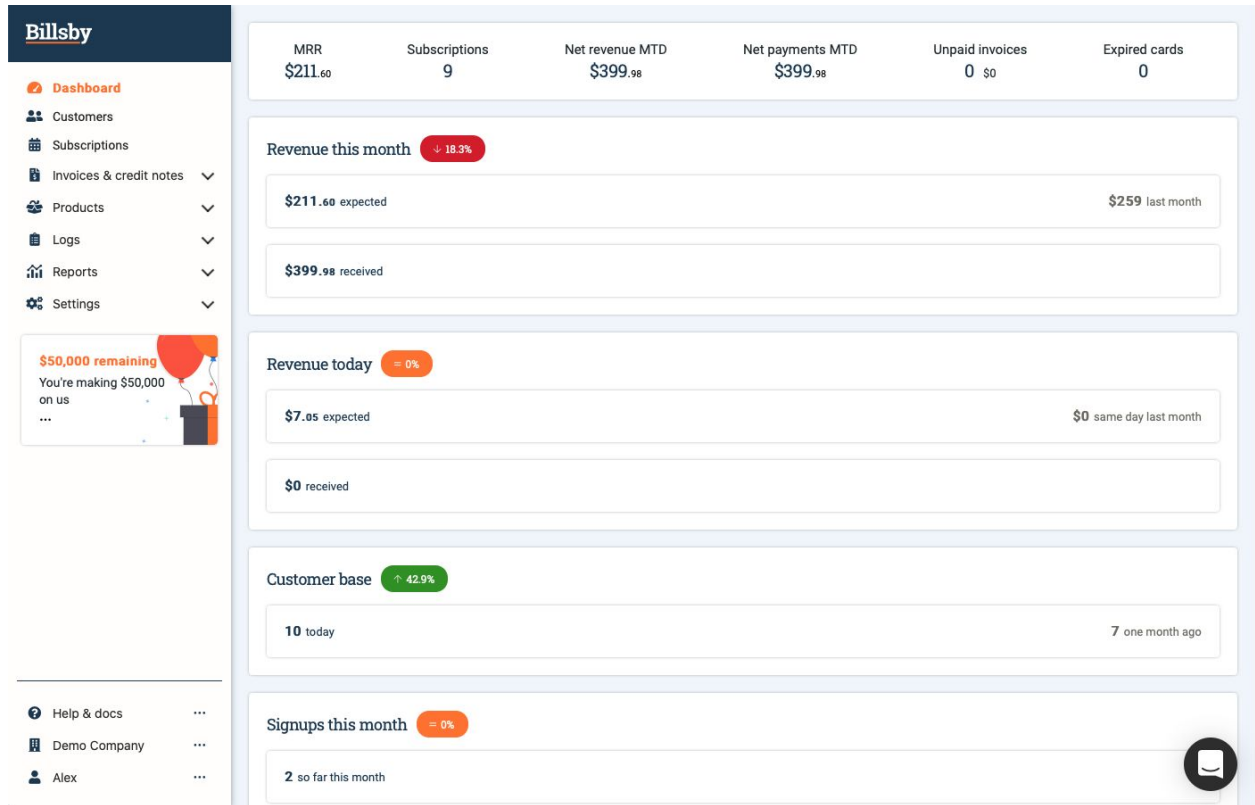 Billsby
Dashboard
Customers
Subscriptions
Invoices & credit notes
Products
Logs
Reports
Settings
$50,000 remaining
You're making $50,000
on us
...
Help & docs ...
Demo Company ...
Alex ...
MRR Subscriptions Net revenue MTD Net payments MTD Unpaid invoices Expired cards
$211.60 9 $399.98 $399.98 0 $0 0
Revenue this month ↓ 18.3%
$211.60 expected $259 last month
$399.98 received
Revenue today = 0%
$7.05 expected $0 same day last month
$0 received
Customer base ↑ 42.9%
10 today 7 one month ago
Signups this month = 0%
2 so far this month